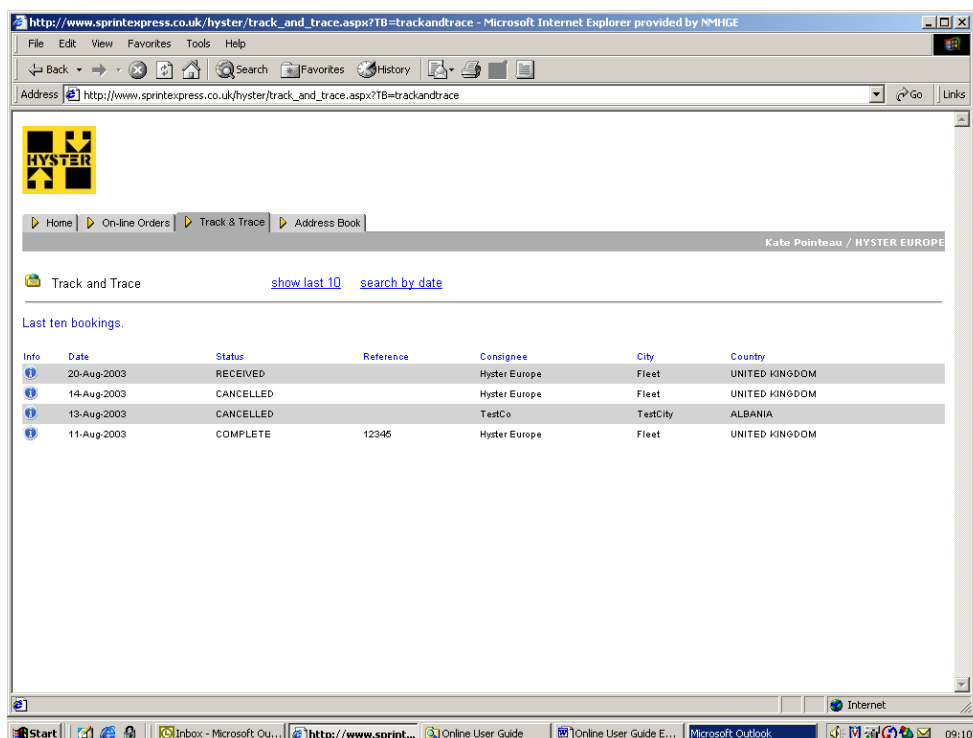 http://www.sprintexpress.co.uk/hyster/track_and_trace.aspx?TB=trackandtrace - Microsoft Internet Explorer provided by NMHGE
File Edit View Favorites Tools Help
Back Search Favorites History
Address http://www.sprintexpress.co.uk/hyster/track_and_trace.aspx?TB=trackandtrace Go Links
HYSTER
Home On-line Orders Track & Trace Address Book
Kate Pointeau / HYSTER EUROPE
Track and Trace show last 10 search by date
Last ten bookings.
Info Date Status Reference Consignee City Country
20-Aug-2003 RECEIVED Hyster Europe Fleet UNITED KINGDOM
14-Aug-2003 CANCELLED Hyster Europe Fleet UNITED KINGDOM
13-Aug-2003 CANCELLED TestCo TestCity ALBANIA
11-Aug-2003 COMPLETE 12345 Hyster Europe Fleet UNITED KINGDOM
Internet
Start Inbox - Microsoft Ou... http://www.sprint... Online User Guide Online User Guide E... Microsoft Outlook 09:10